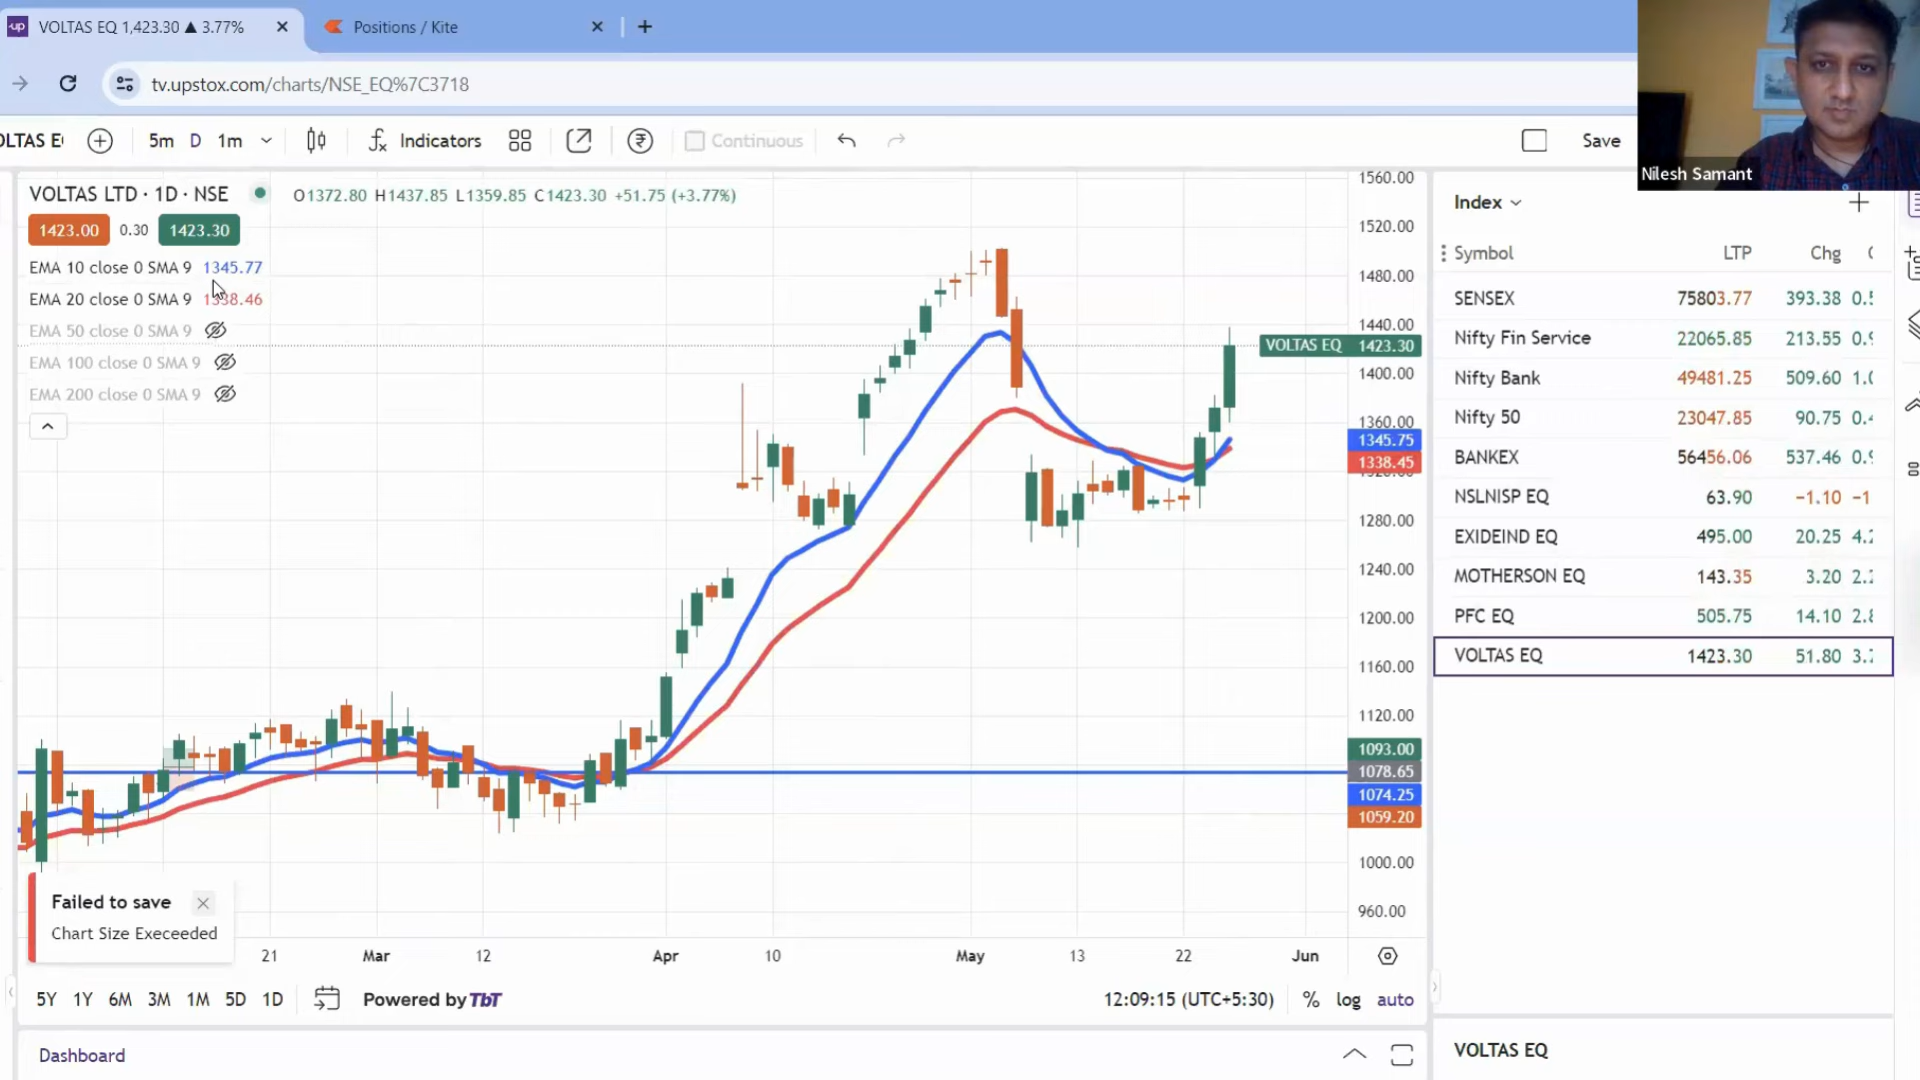 up VOLTAS EQ 1,423.30 ▲ 3.77% Positions / Kite
tv.upstox.com/charts/NSE_EQ%7C3718
5m D 1m Indicators Continuous Save
Nilesh Samant
VOLTAS LTD · 1D · NSE O1372.80 H1437.85 L1359.85 C1423.30 +51.75 (+3.77%)
1423.00 0.30 1423.30
EMA 10 close 0 SMA 9 1345.77
EMA 20 close 0 SMA 9 1338.46
EMA 50 close 0 SMA 9
EMA 100 close 0 SMA 9
EMA 200 close 0 SMA 9
1560.00
1520.00
1480.00
1440.00
VOLTAS EQ 1423.30
1400.00
1360.00
1345.75
1338.45
1280.00
1240.00
1200.00
1160.00
1120.00
1093.00
1078.65
1074.25
1059.20
1000.00
960.00
Failed to save
Chart Size Execeeded
21 Mar 12 Apr 10 May 13 22 Jun
5Y 1Y 6M 3M 1M 5D 1D Powered by TbT 12:09:15 (UTC+5:30) % log auto
Dashboard
Index
Symbol LTP Chg
SENSEX 75803.77 393.38
Nifty Fin Service 22065.85 213.55
Nifty Bank 49481.25 509.60
Nifty 50 23047.85 90.75
BANKEX 56456.06 537.46
NSLNISP EQ 63.90 −1.10 −1
EXIDEIND EQ 495.00 20.25
MOTHERSON EQ 143.35 3.20
PFC EQ 505.75 14.10
VOLTAS EQ 1423.30 51.80
VOLTAS EQ